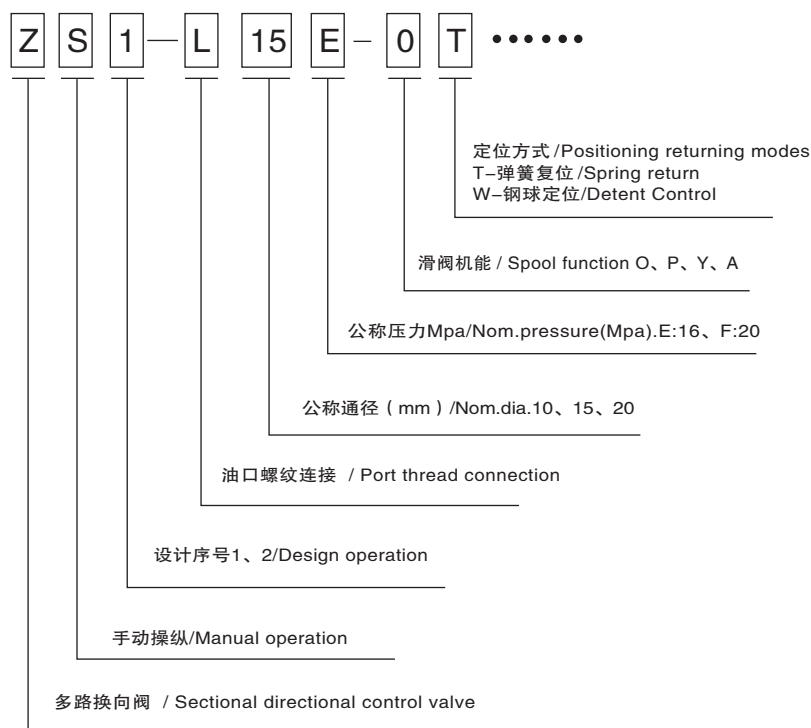 Z S 1 — L 15 E – 0 T ······
定位方式/Positioning returning modes
T–弹簧复位/Spring return
W–钢球定位/Detent Control
滑阀机能 / Spool function O、P、Y、A
公称压力Mpa/Nom.pressure(Mpa).E:16、F:20
公称通径（mm）/Nom.dia.10、15、20
油口螺纹连接 / Port thread connection
设计序号1、2/Design operation
手动操纵/Manual operation
多路换向阀 / Sectional directional control valve